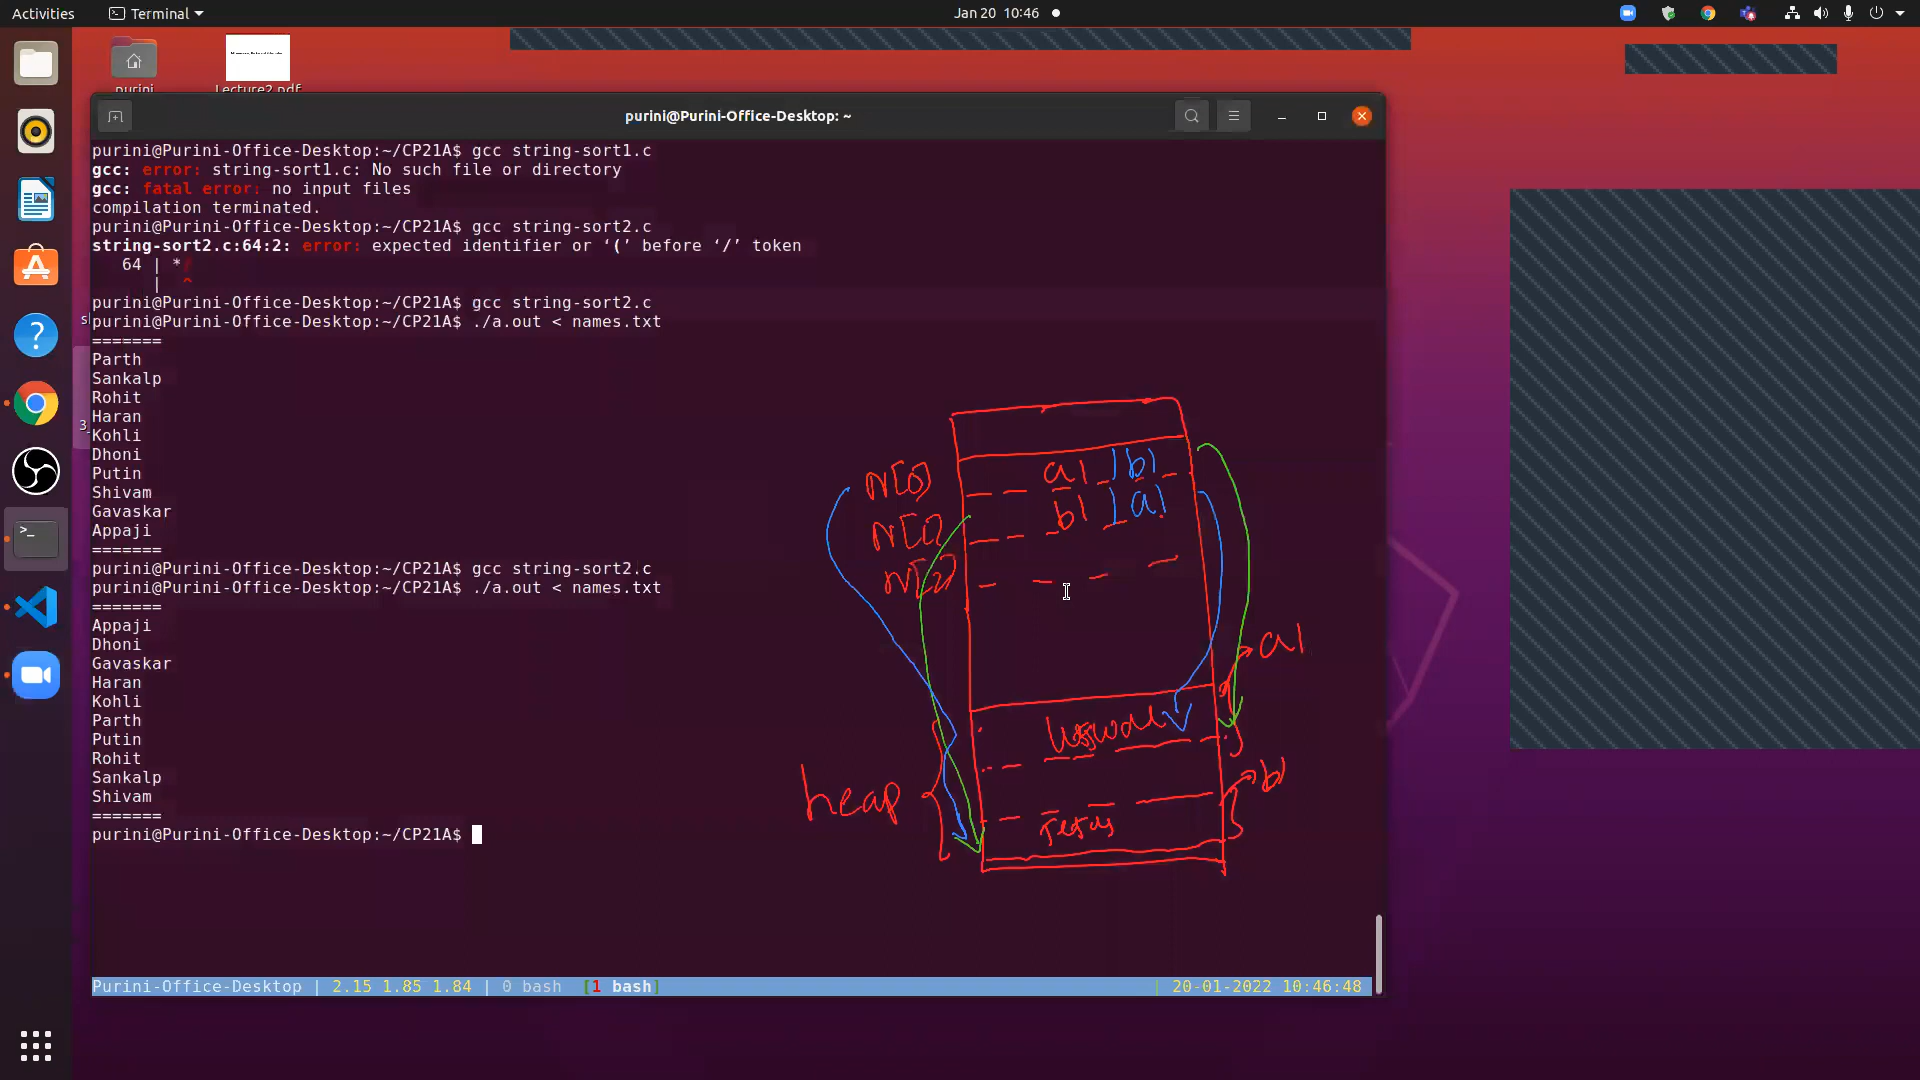 Activities
Terminal
Jan 20 10:46
purini
Lecture2.pdf
purini@Purini-Office-Desktop: ~
purini@Purini-Office-Desktop:~/CP21A$ gcc string-sort1.c
gcc: error: string-sort1.c: No such file or directory
gcc: fatal error: no input files
compilation terminated.
purini@Purini-Office-Desktop:~/CP21A$ gcc string-sort2.c
string-sort2.c:64:2: error: expected identifier or ‘(’ before ‘/’ token
64 | */
| ^
purini@Purini-Office-Desktop:~/CP21A$ gcc string-sort2.c
purini@Purini-Office-Desktop:~/CP21A$ ./a.out < names.txt
=======
Parth
Sankalp
Rohit
Haran
Kohli
Dhoni
Putin
Shivam
Gavaskar
Appaji
=======
purini@Purini-Office-Desktop:~/CP21A$ gcc string-sort2.c
purini@Purini-Office-Desktop:~/CP21A$ ./a.out < names.txt
=======
Appaji
Dhoni
Gavaskar
Haran
Kohli
Parth
Putin
Rohit
Sankalp
Shivam
=======
purini@Purini-Office-Desktop:~/CP21A$
N[0] a1 b1
N[1] b1 a1
N[2]
a1
b1
heap
Purini-Office-Desktop | 2.15 1.85 1.84 | 0 bash [1 bash] | 20-01-2022 10:46:48